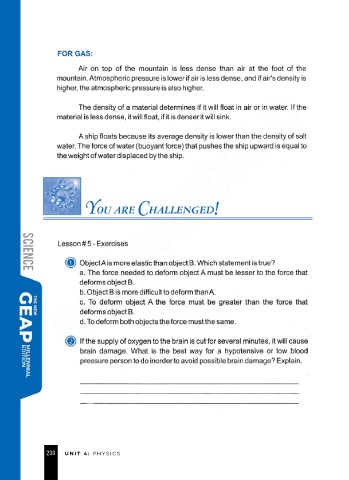 FOR GAS:
Air on top of the mountain is less dense than air at the foot of the
mountain. Atmospheric pressure is lower if air is less dense, and if air's density is
higher, the atmospheric pressure is also higher.
The density of a material determines if it will float in air or in water. If the
material is less dense, it will float, if it is denser it will sink.
A ship floats because its average density is lower than the density of salt
water. The force of water (buoyant force) that pushes the ship upward is equal to
the weight of water displaced by the ship.
YOU ARE CHALLENGED!
Lesson # 5 - Exercises
1 Object A is more elastic than object B. Which statement is true?
a. The force needed to deform object A must be lesser to the force that
deforms object B.
b. Object B is more difficult to deform than A.
c. To deform object A the force must be greater than the force that
deforms object B.
d. To deform both objects the force must the same.
2 If the supply of oxygen to the brain is cut for several minutes, it will cause
brain damage. What is the best way for a hypotensive or low blood
pressure person to do inorder to avoid possible brain damage? Explain.
SCIENCE
THE NEW
GEAP
MILLENNIAL
EDITION
230 UNIT 4: PHYSICS